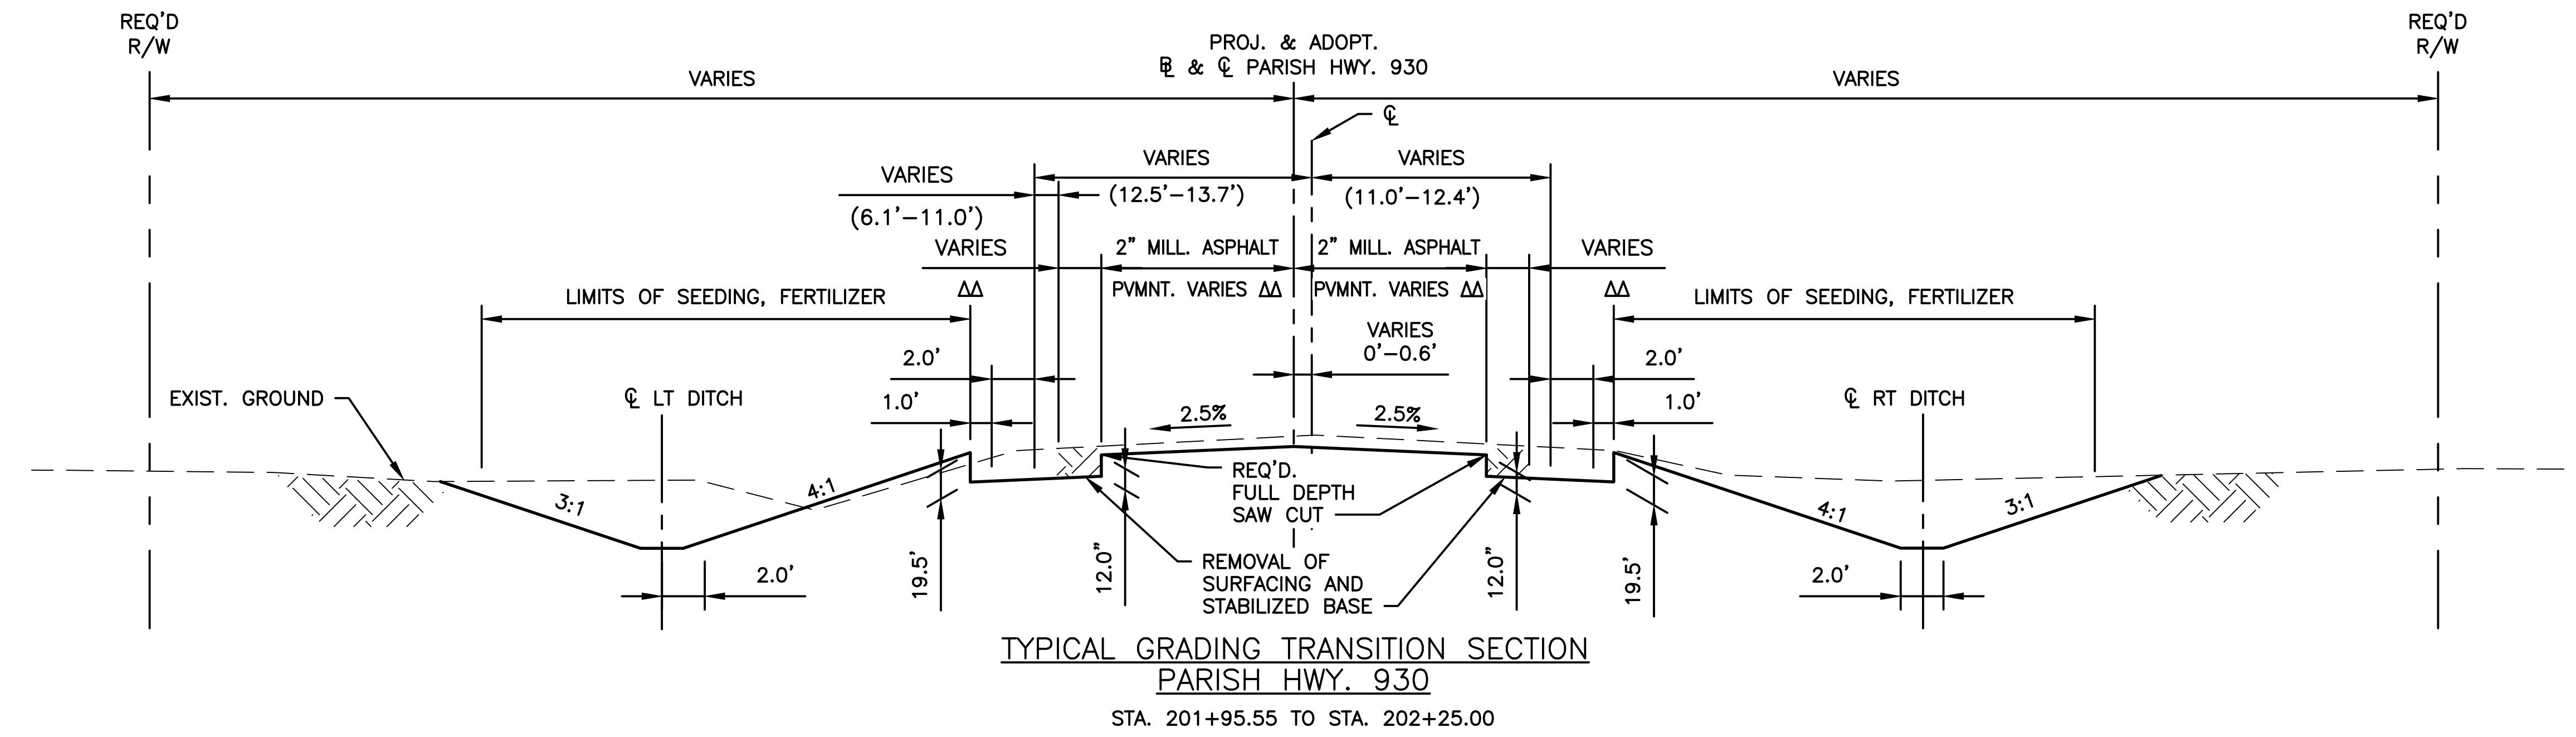 REQ'D
R/W
PROJ. & ADOPT.
BL & CL PARISH HWY. 930
REQ'D
R/W
VARIES
VARIES
CL
VARIES
VARIES
VARIES
(12.5'-13.7')
(11.0'-12.4')
(6.1'-11.0')
VARIES
2" MILL. ASPHALT
2" MILL. ASPHALT
VARIES
ΔΔ
PVMNT. VARIES ΔΔ
PVMNT. VARIES ΔΔ
ΔΔ
LIMITS OF SEEDING, FERTILIZER
LIMITS OF SEEDING, FERTILIZER
VARIES
0'-0.6'
2.0'
2.0'
EXIST. GROUND
CL LT DITCH
1.0'
2.5%
2.5%
1.0'
CL RT DITCH
3:1
4:1
REQ'D.
FULL DEPTH
SAW CUT
4:1
3:1
2.0'
19.5'
12.0"
REMOVAL OF
SURFACING AND
STABILIZED BASE
12.0"
19.5'
2.0'
TYPICAL GRADING TRANSITION SECTION
PARISH HWY. 930
STA. 201+95.55 TO STA. 202+25.00